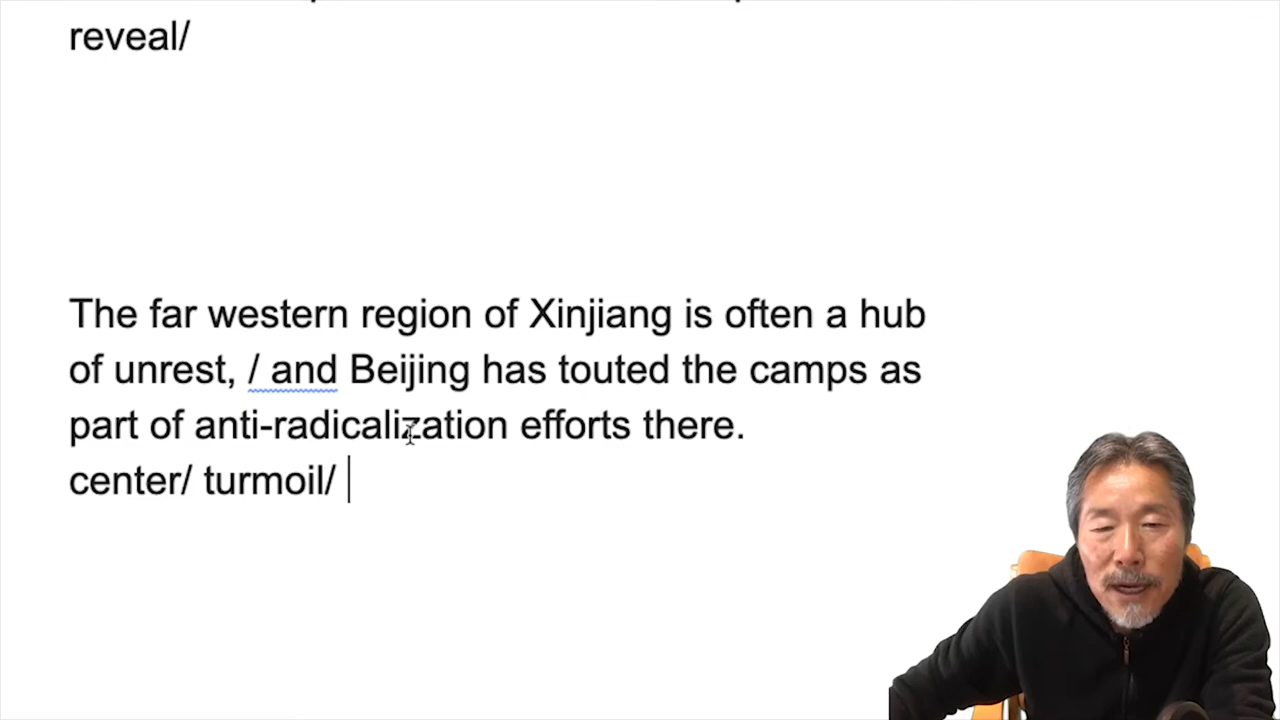 reveal/
The far western region of Xinjiang is often a hub
of unrest, / and Beijing has touted the camps as
part of anti-radicalization efforts there.
center/ turmoil/